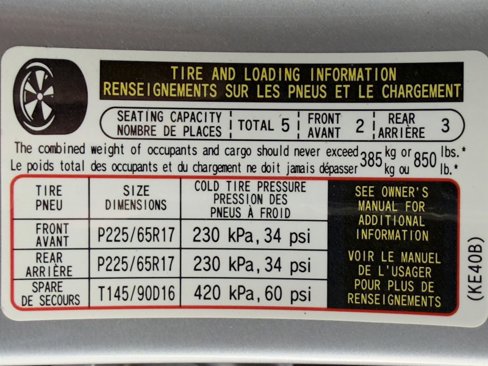 TIRE AND LOADING INFORMATION
RENSEIGNEMENTS SUR LES PNEUS ET LE CHARGEMENT
SEATING CAPACITY
NOMBRE DE PLACES
TOTAL 5
FRONT
AVANT 2
REAR
ARRIÈRE 3
The combined weight of occupants and cargo should never exceed 385 kg or 850 lbs.*
Le poids total des occupants et du chargement ne doit jamais dépasser kg ou lb.*
TIRE
PNEU
SIZE
DIMENSIONS
COLD TIRE PRESSURE
PRESSION DES
PNEUS À FROID
FRONT
AVANT
P225/65R17
230 kPa, 34 psi
REAR
ARRIÈRE
P225/65R17
230 kPa, 34 psi
SPARE
DE SECOURS
T145/90D16
420 kPa, 60 psi
SEE OWNER'S
MANUAL FOR
ADDITIONAL
INFORMATION
VOIR LE MANUEL
DE L'USAGER
POUR PLUS DE
RENSEIGNEMENTS
(KE40B)